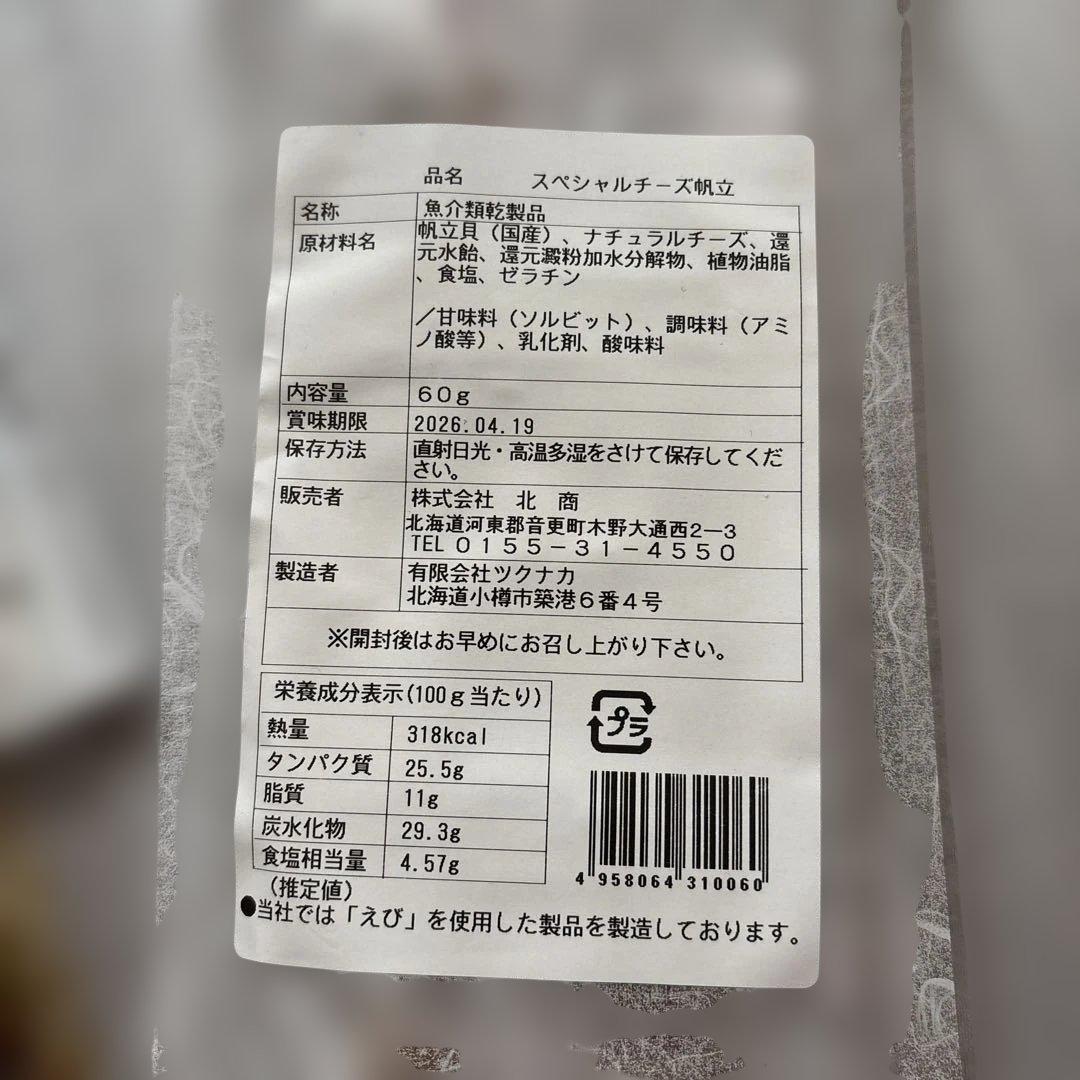 品名 スペシャルチーズ帆立
名称 魚介類乾製品
原材料名 帆立貝（国産）、ナチュラルチーズ、還
元水飴、還元澱粉加水分解物、植物油脂
、食塩、ゼラチン
／甘味料（ソルビット）、調味料（アミ
ノ酸等）、乳化剤、酸味料
内容量 60g
賞味期限 2026.04.19
保存方法 直射日光・高温多湿をさけて保存してくだ
さい。
販売者 株式会社 北 商
北海道河東郡音更町木野大通西2―3
TEL ０１５５－３１－４５５０
製造者 有限会社ツクナカ
北海道小樽市築港６番４号
※開封後はお早めにお召し上がり下さい。
栄養成分表示(100g当たり)
熱量 318kcal
タンパク質 25.5g
脂質 11g
炭水化物 29.3g
食塩相当量 4.57g
（推定値）
プラ
4 958064 310060
●当社では「えび」を使用した製品を製造しております。